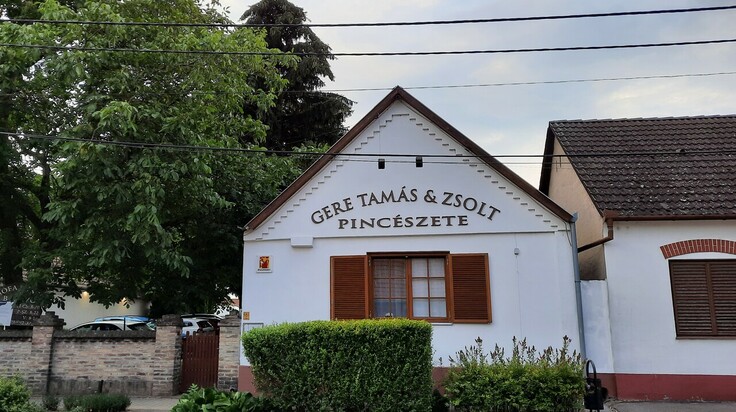 GERE TAMÁS & ZSOLT
PINCÉSZETE